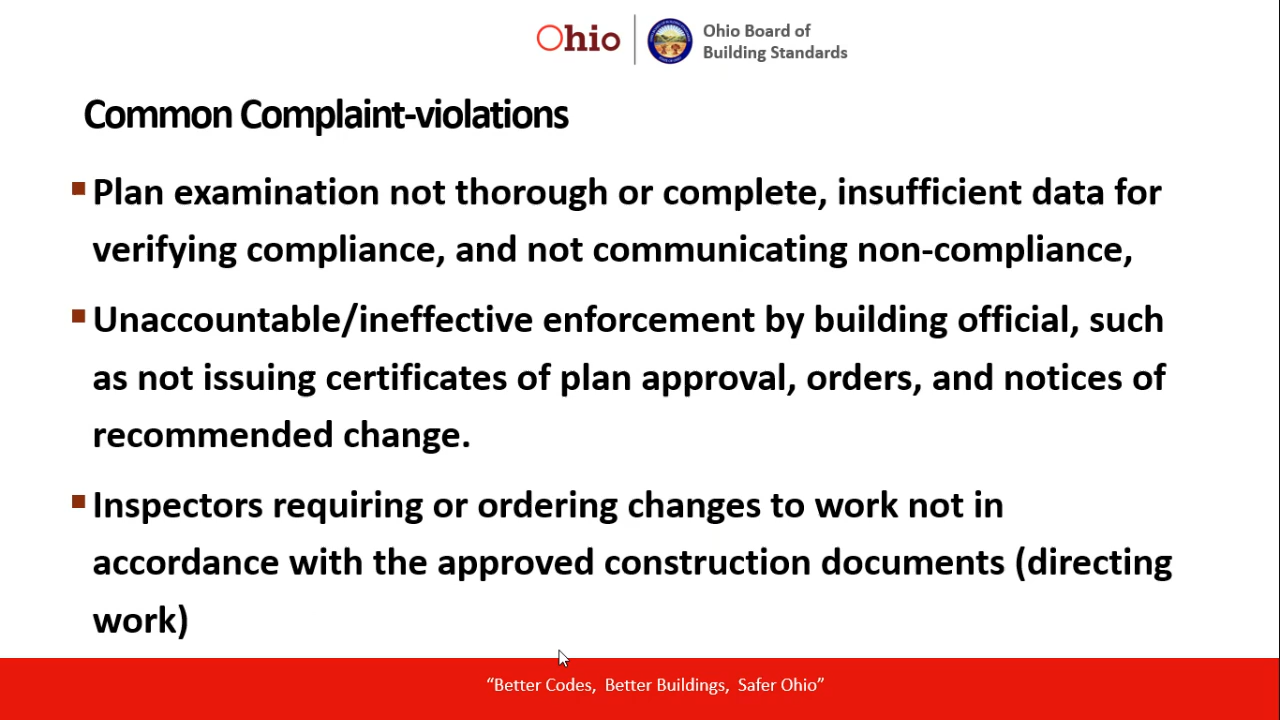 Ohio
Ohio Board of
Building Standards
Common Complaint-violations
▪Plan examination not thorough or complete, insufficient data for
verifying compliance, and not communicating non-compliance,
▪Unaccountable/ineffective enforcement by building official, such
as not issuing certificates of plan approval, orders, and notices of
recommended change.
▪Inspectors requiring or ordering changes to work not in
accordance with the approved construction documents (directing
work)
“Better Codes, Better Buildings, Safer Ohio”